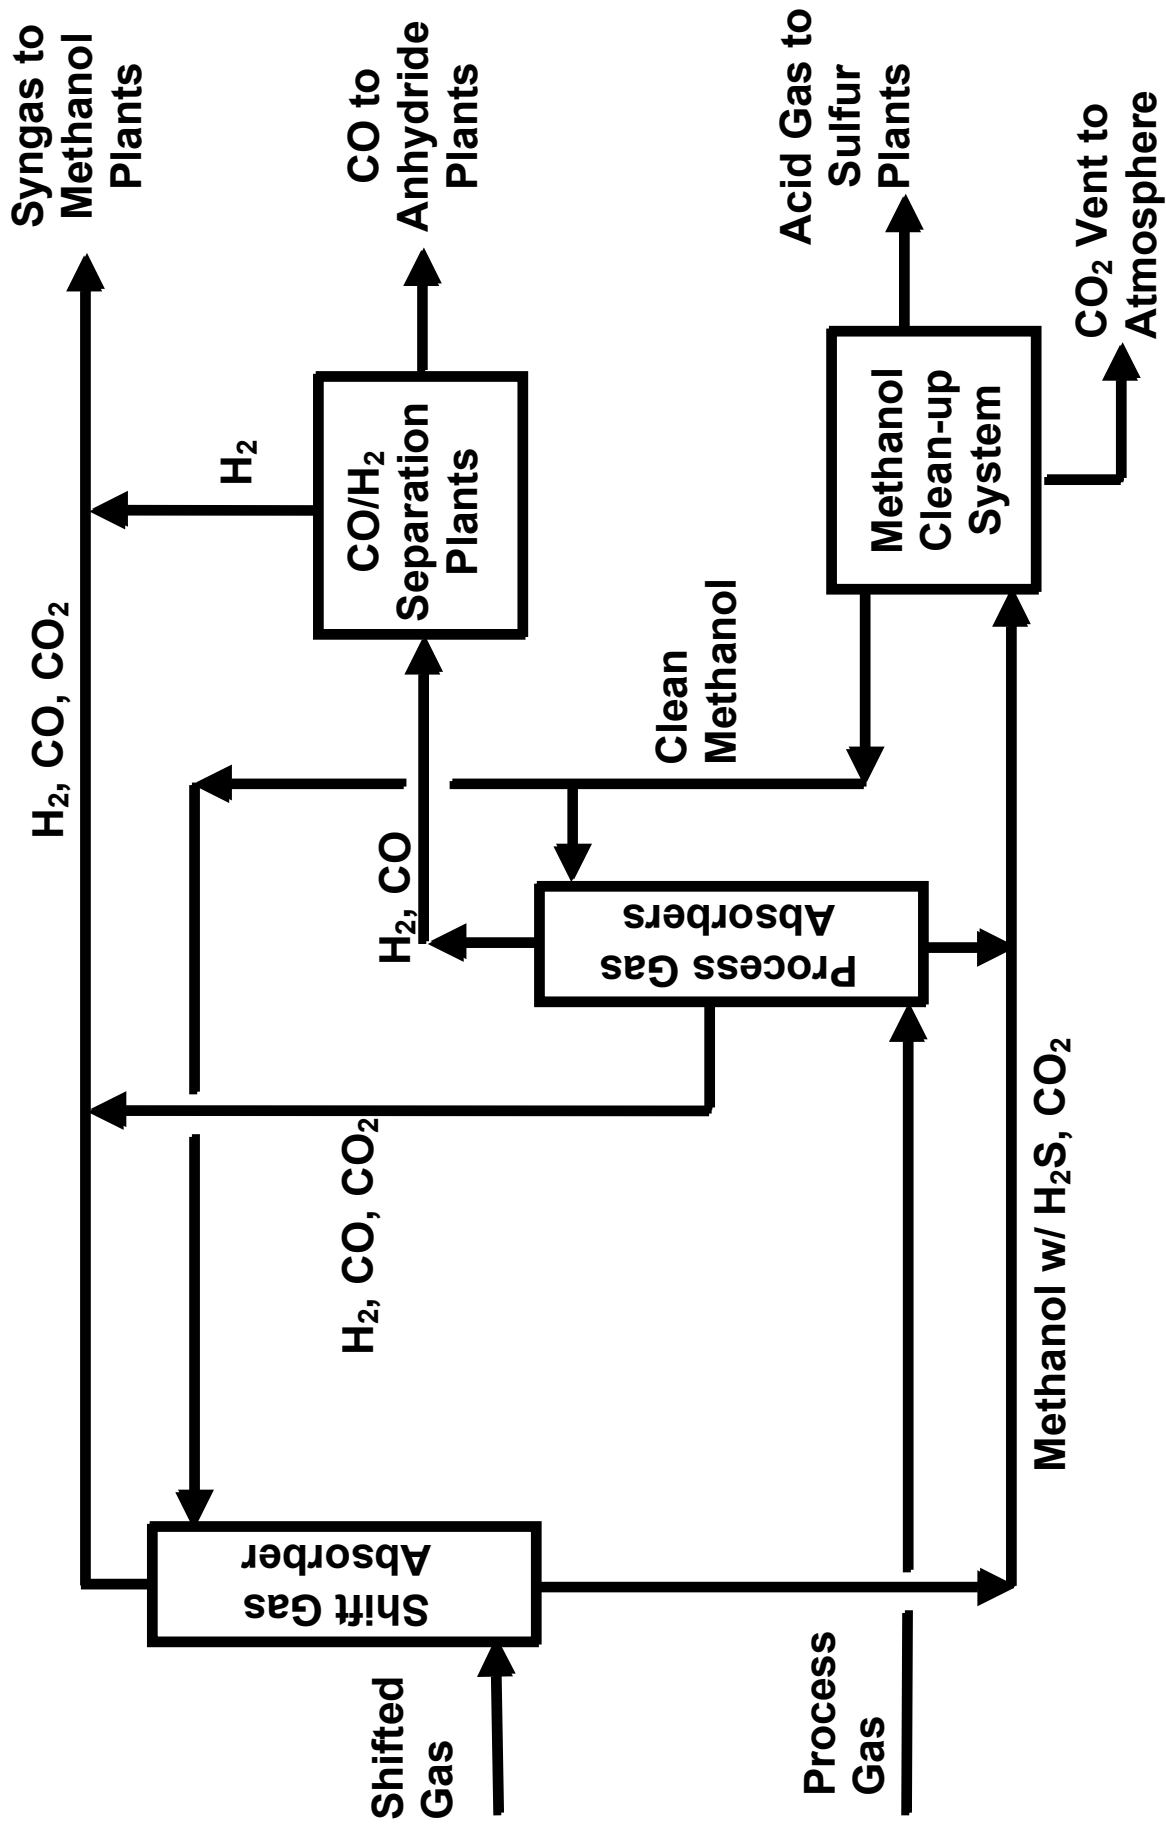 Syngas to
Methanol
Plants
H₂, CO, CO₂
CO to
Anhydride
Plants
H₂
CO/H₂
Separation
Plants
H₂, CO
Shift Gas
Absorber
H₂, CO, CO₂
Shifted
Gas
Clean
Methanol
Process Gas
Absorbers
Acid Gas to
Sulfur
Plants
Methanol
Clean-up
System
Process
Gas
CO₂ Vent to
Atmosphere
Methanol w/ H₂S, CO₂